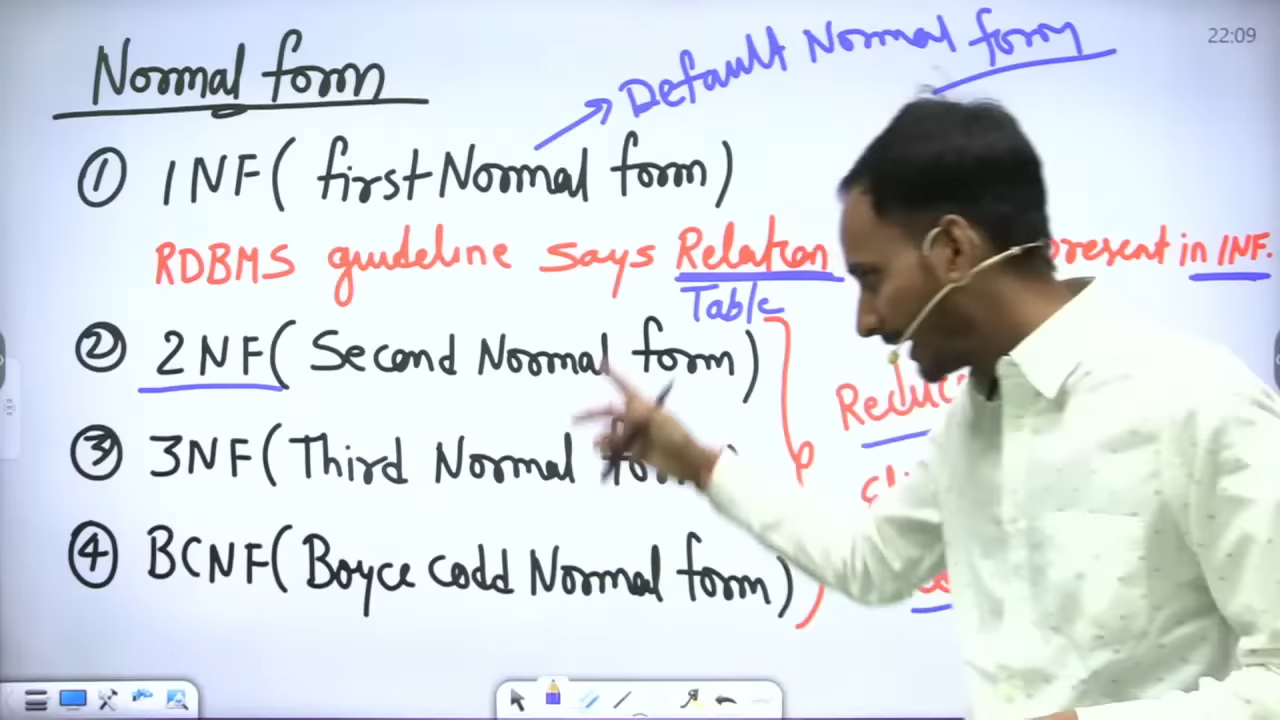 22:09
Normal form
Default Normal form
① 1NF( first Normal form)
RDBMS guideline says Relation present in 1NF.
Table
② 2NF( Second Normal form)
③ 3NF( Third Normal form)
④ BCNF( Boyce codd Normal form)